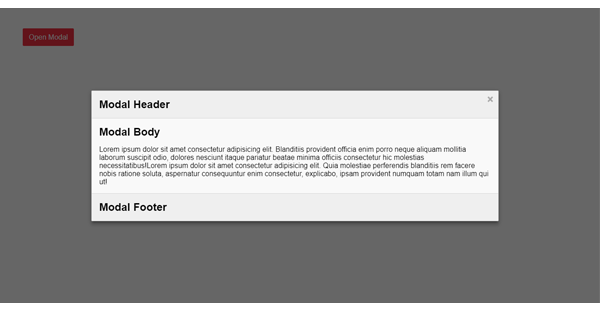 Open Modal
Modal Header
×
Modal Body
Lorem ipsum dolor sit amet consectetur adipisicing elit. Blanditiis provident officia enim porro neque aliquam mollitia
laborum suscipit odio, dolores nesciunt itaque pariatur beatae minima officiis consectetur hic molestias
necessitatibus!Lorem ipsum dolor sit amet consectetur adipisicing elit. Quia molestiae perferendis blanditiis rem facere
nobis ratione soluta, aspernatur consequuntur enim consectetur, explicabo, ipsam provident numquam totam nam illum qui
ut!
Modal Footer